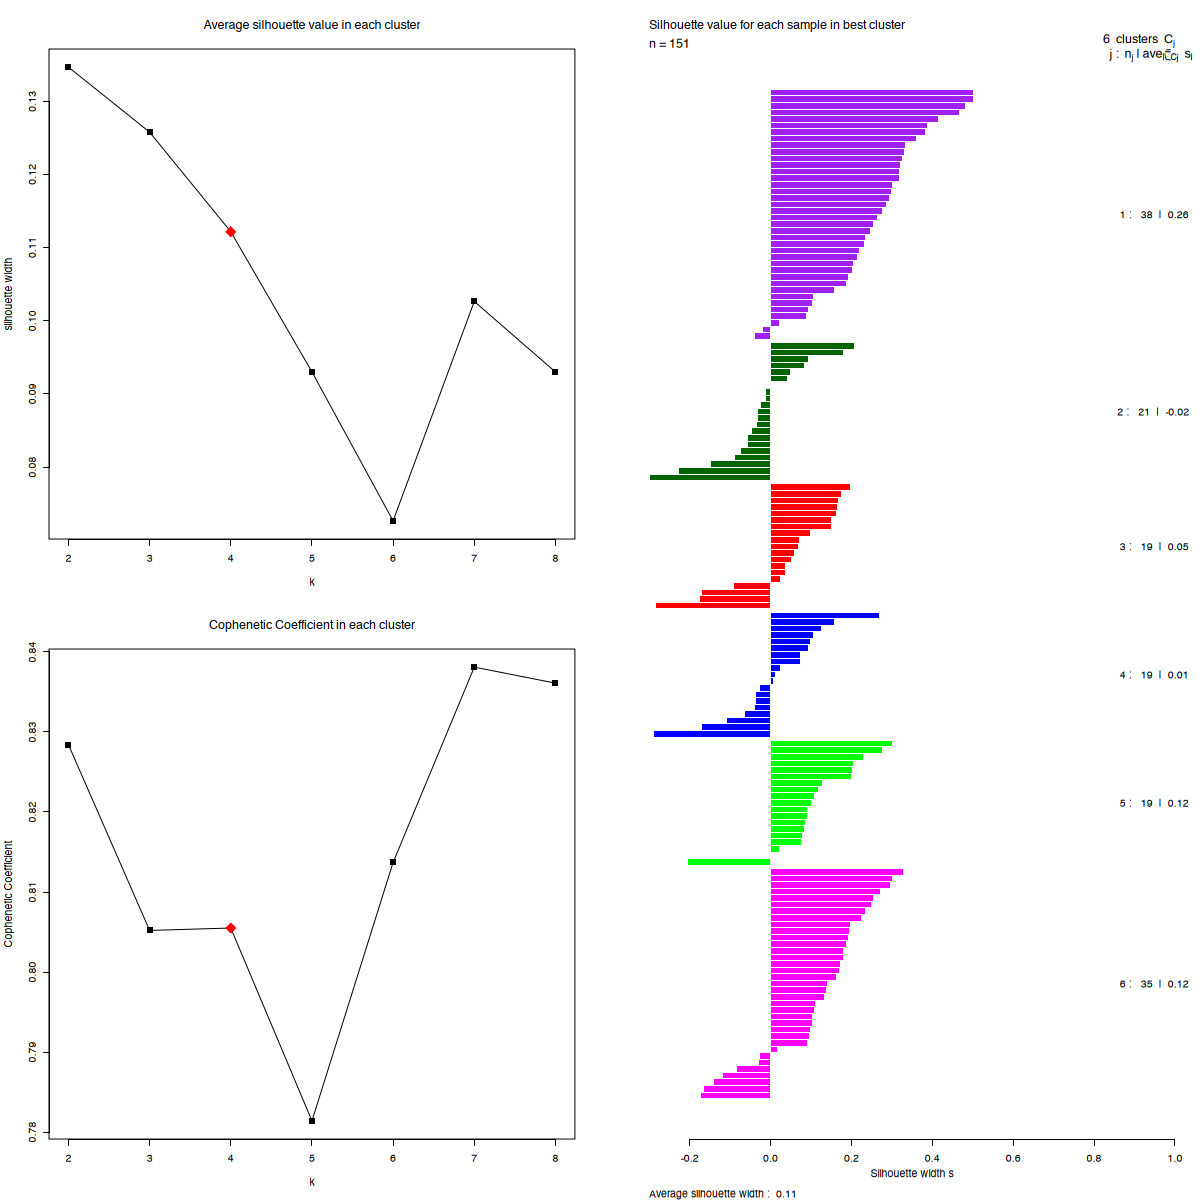 Average silhouette value in each cluster
0.13
0.12
0.11
0.10
0.09
0.08
silhouette width
2 3 4 5 6 7 8
k
Cophenetic Coefficient in each cluster
0.84
0.83
0.82
0.81
0.80
0.79
0.78
Cophenetic Coefficient
2 3 4 5 6 7 8
k
Silhouette value for each sample in best cluster
n = 151
6 clusters Cj
j : nj | ave
1 : 38 | 0.26
2 : 21 | -0.02
3 : 19 | 0.05
4 : 19 | 0.01
5 : 19 | 0.12
6 : 35 | 0.12
-0.2 0.0 0.2 0.4 0.6 0.8 1.0
Silhouette width s
Average silhouette width : 0.11